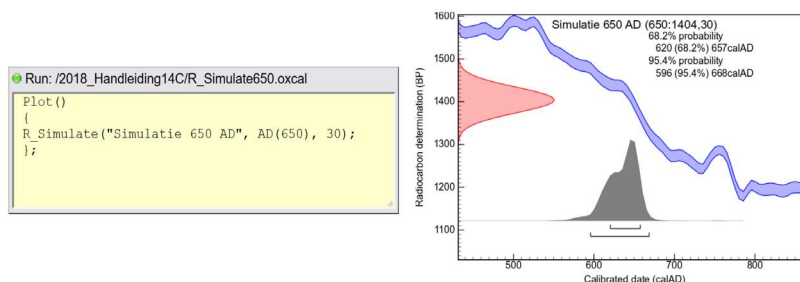 Run: /2018_Handleiding14C/R_Simulate650.oxcal
Plot()
{
R_Simulate("Simulatie 650 AD", AD(650), 30);
};
Simulatie 650 AD (650:1404,30)
68.2% probability
620 (68.2%) 657calAD
95.4% probability
596 (95.4%) 668calAD
Radiocarbon determination (BP)
1600
1500
1400
1300
1200
1100
500 600 700 800
Calibrated date (calAD)